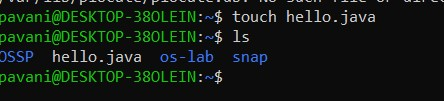 pavani@DESKTOP-38OLEIN:~$ touch hello.java
pavani@DESKTOP-38OLEIN:~$ ls
OSSP hello.java os-lab snap
pavani@DESKTOP-38OLEIN:~$